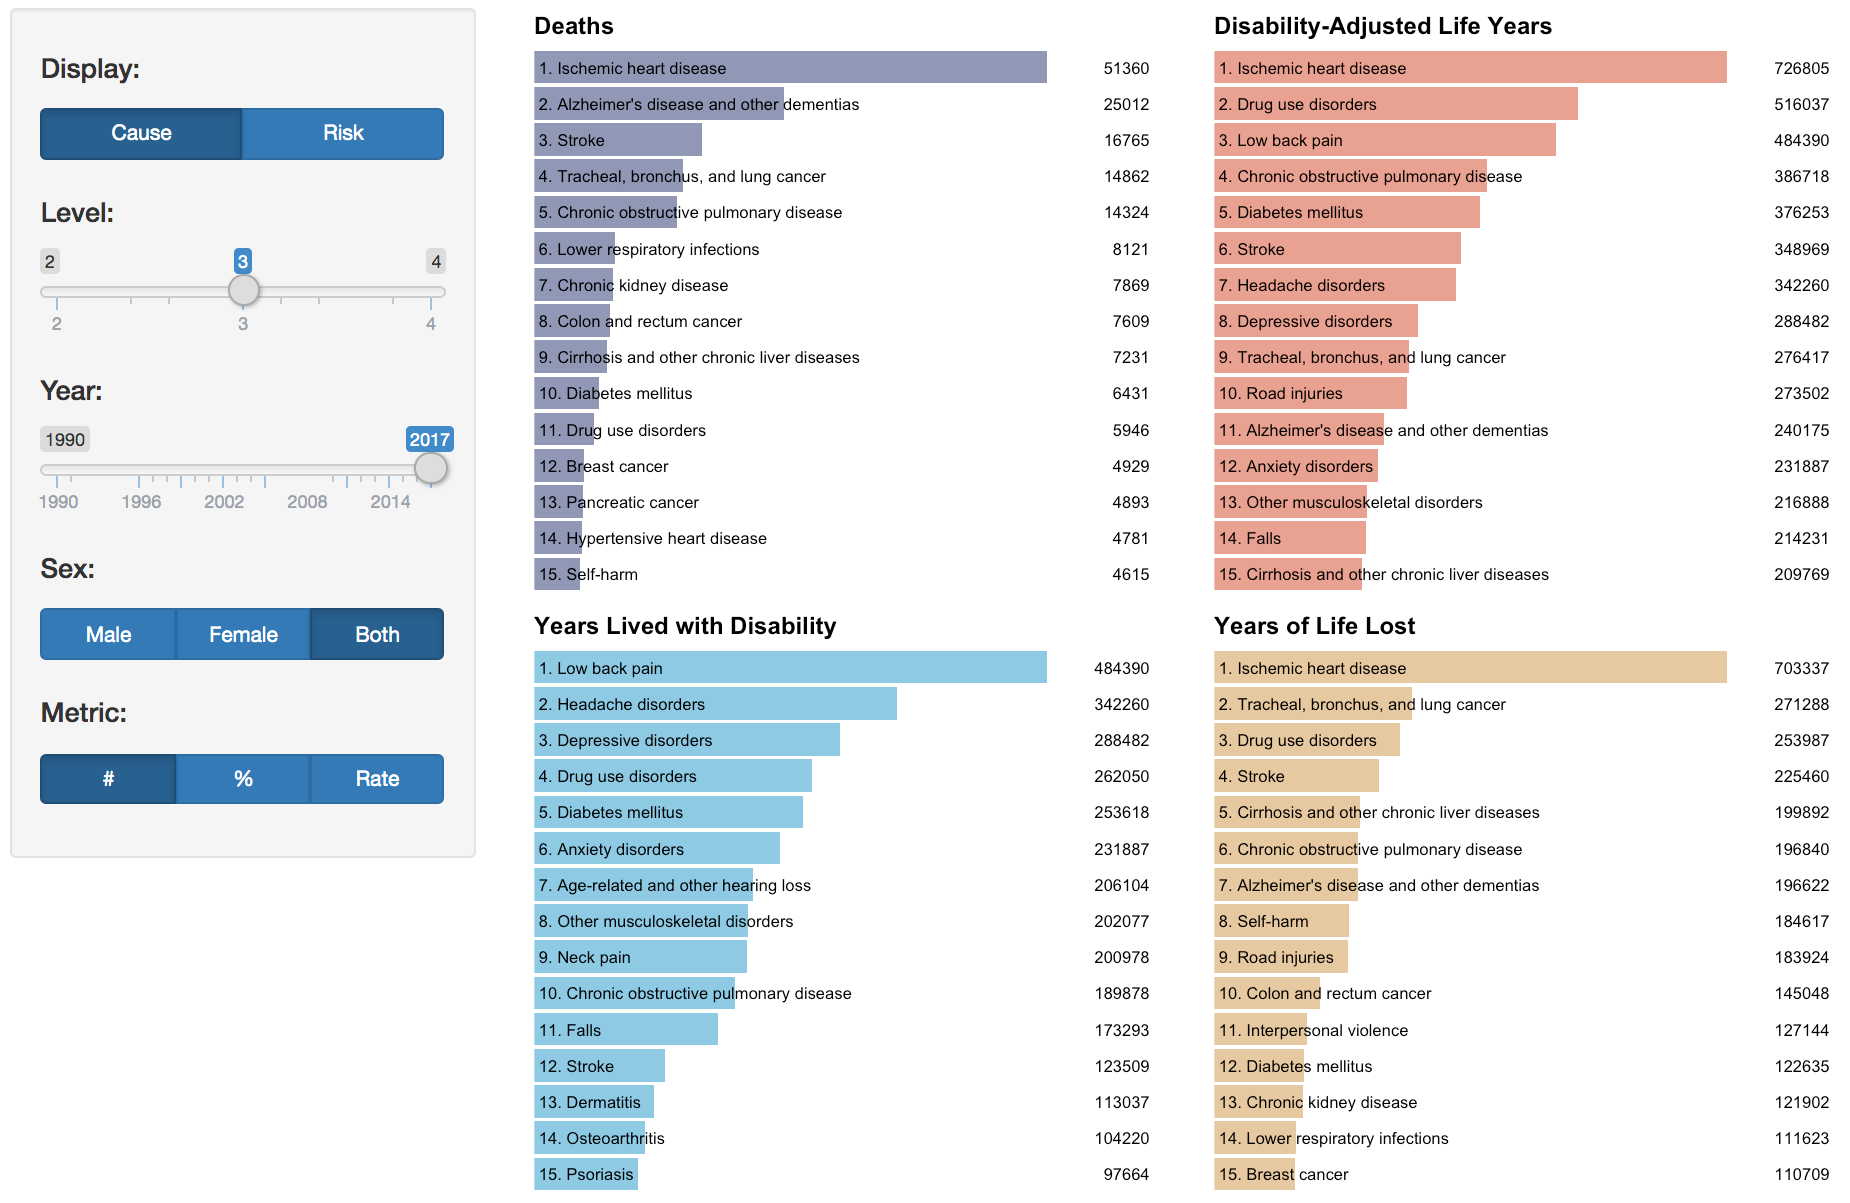 Display:
Cause Risk
Level:
2 3 4
2 3 4
Year:
1990 2017
1990 1996 2002 2008 2014
Sex:
Male Female Both
Metric:
# % Rate
Deaths
1. Ischemic heart disease 51360
2. Alzheimer's disease and other dementias 25012
3. Stroke 16765
4. Tracheal, bronchus, and lung cancer 14862
5. Chronic obstructive pulmonary disease 14324
6. Lower respiratory infections 8121
7. Chronic kidney disease 7869
8. Colon and rectum cancer 7609
9. Cirrhosis and other chronic liver diseases 7231
10. Diabetes mellitus 6431
11. Drug use disorders 5946
12. Breast cancer 4929
13. Pancreatic cancer 4893
14. Hypertensive heart disease 4781
15. Self-harm 4615
Disability-Adjusted Life Years
1. Ischemic heart disease 726805
2. Drug use disorders 516037
3. Low back pain 484390
4. Chronic obstructive pulmonary disease 386718
5. Diabetes mellitus 376253
6. Stroke 348969
7. Headache disorders 342260
8. Depressive disorders 288482
9. Tracheal, bronchus, and lung cancer 276417
10. Road injuries 273502
11. Alzheimer's disease and other dementias 240175
12. Anxiety disorders 231887
13. Other musculoskeletal disorders 216888
14. Falls 214231
15. Cirrhosis and other chronic liver diseases 209769
Years Lived with Disability
1. Low back pain 484390
2. Headache disorders 342260
3. Depressive disorders 288482
4. Drug use disorders 262050
5. Diabetes mellitus 253618
6. Anxiety disorders 231887
7. Age-related and other hearing loss 206104
8. Other musculoskeletal disorders 202077
9. Neck pain 200978
10. Chronic obstructive pulmonary disease 189878
11. Falls 173293
12. Stroke 123509
13. Dermatitis 113037
14. Osteoarthritis 104220
15. Psoriasis 97664
Years of Life Lost
1. Ischemic heart disease 703337
2. Tracheal, bronchus, and lung cancer 271288
3. Drug use disorders 253987
4. Stroke 225460
5. Cirrhosis and other chronic liver diseases 199892
6. Chronic obstructive pulmonary disease 196840
7. Alzheimer's disease and other dementias 196622
8. Self-harm 184617
9. Road injuries 183924
10. Colon and rectum cancer 145048
11. Interpersonal violence 127144
12. Diabetes mellitus 122635
13. Chronic kidney disease 121902
14. Lower respiratory infections 111623
15. Breast cancer 110709